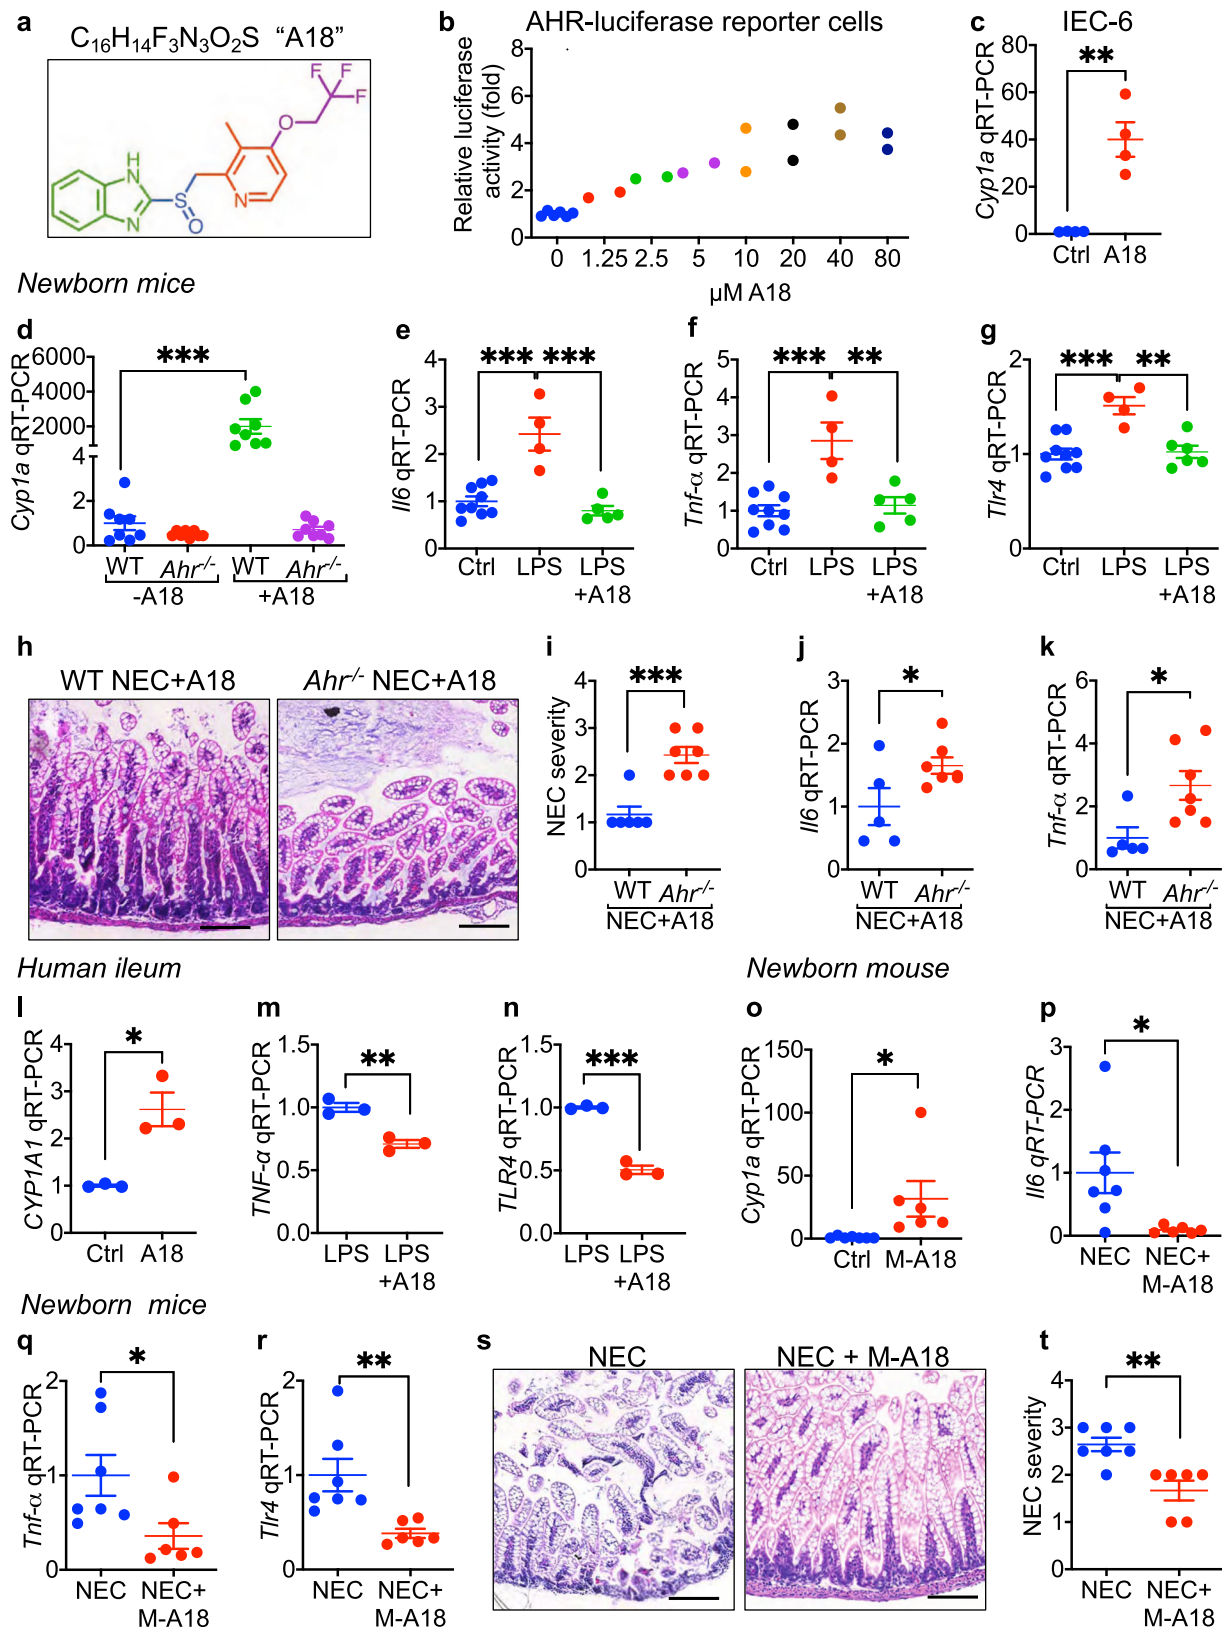 a
C16H14F3N3O2S “A18”
F
F
F
O
H
N
N
S
O
N
b
AHR-luciferase reporter cells
Relative luciferase
activity (fold)
8
6
4
2
0
0 1.25 2.5 5 10 20 40 80
µM A18
c
IEC-6
Cyp1a qRT-PCR
80
60
40
20
0
**
Ctrl A18
Newborn mice
d
Cyp1a qRT-PCR
6000
4000
2000
4
2
0
***
WT Ahr-/- WT Ahr-/-
-A18 +A18
e
Il6 qRT-PCR
4
3
2
1
0
*** ***
Ctrl LPS LPS
+A18
f
Tnf-α qRT-PCR
5
4
3
2
1
0
*** **
Ctrl LPS LPS
+A18
g
Tlr4 qRT-PCR
2
1
0
*** **
Ctrl LPS LPS
+A18
h
WT NEC+A18 Ahr-/- NEC+A18
i
NEC severity
4
3
2
1
0
***
WT Ahr-/-
NEC+A18
j
Il6 qRT-PCR
3
2
1
0
*
WT Ahr-/-
NEC+A18
k
Tnf-α qRT-PCR
6
4
2
0
*
WT Ahr-/-
NEC+A18
Human ileum
l
CYP1A1 qRT-PCR
4
3
2
1
0
*
Ctrl A18
m
TNF-α qRT-PCR
1.5
1.0
0.5
0.0
**
LPS LPS
+A18
n
TLR4 qRT-PCR
1.5
1.0
0.5
0.0
***
LPS LPS
+A18
Newborn mouse
o
Cyp1a qRT-PCR
150
100
50
0
*
Ctrl M-A18
p
Il6 qRT-PCR
3
2
1
0
*
NEC NEC+
M-A18
Newborn mice
q
Tnf-α qRT-PCR
2
1
0
*
NEC NEC+
M-A18
r
Tlr4 qRT-PCR
2
1
0
**
NEC NEC+
M-A18
s
NEC NEC + M-A18
t
NEC severity
4
3
2
1
0
**
NEC NEC+
M-A18